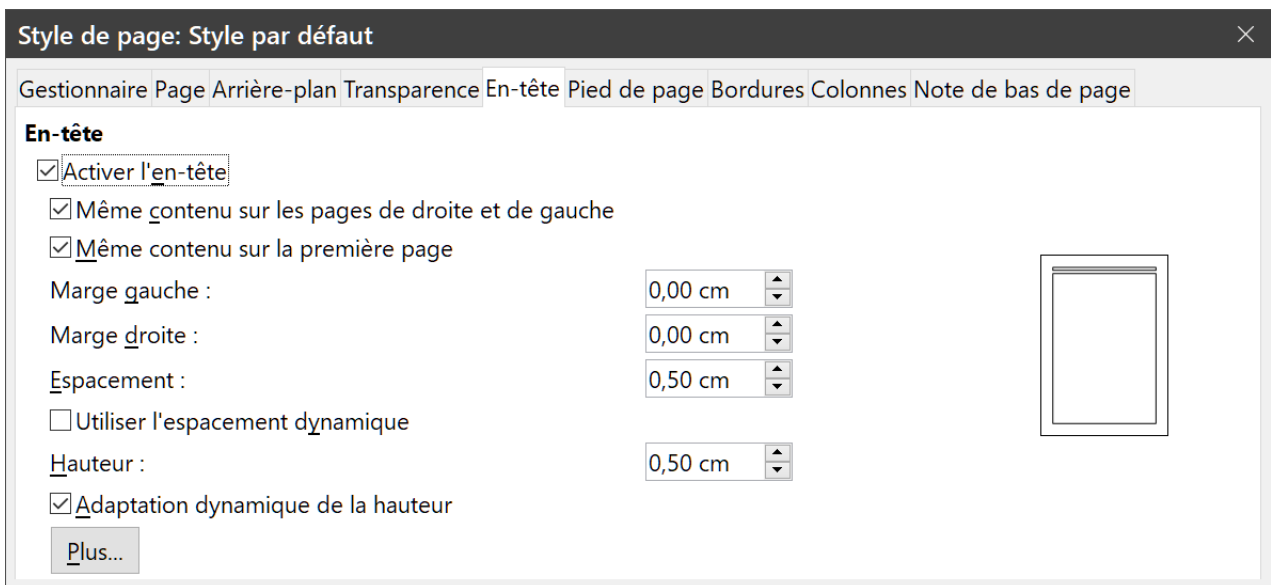 Style de page: Style par défaut
Gestionnaire Page Arrière-plan Transparence En-tête Pied de page Bordures Colonnes Note de bas de page
En-tête
Activer l'en-tête
Même contenu sur les pages de droite et de gauche
Même contenu sur la première page
Marge gauche : 0,00 cm
Marge droite : 0,00 cm
Espacement : 0,50 cm
Utiliser l'espacement dynamique
Hauteur : 0,50 cm
Adaptation dynamique de la hauteur
Plus...